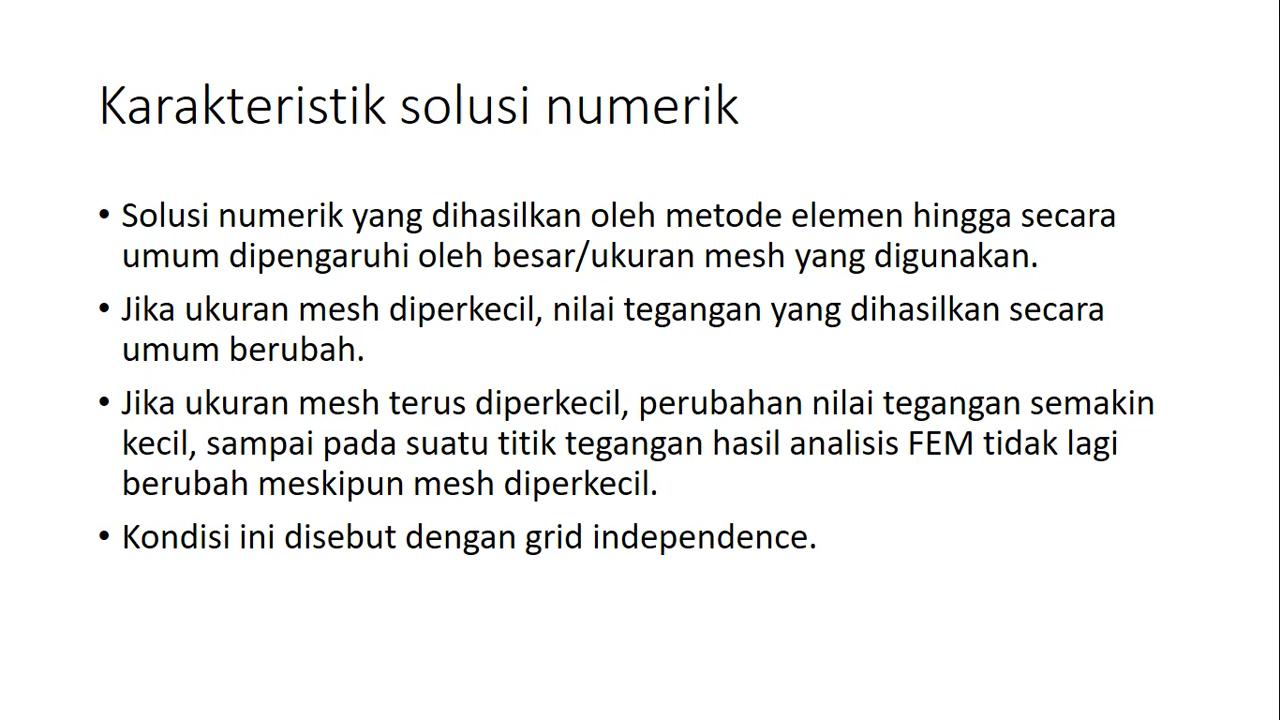 Karakteristik solusi numerik
• Solusi numerik yang dihasilkan oleh metode elemen hingga secara
umum dipengaruhi oleh besar/ukuran mesh yang digunakan.
• Jika ukuran mesh diperkecil, nilai tegangan yang dihasilkan secara
umum berubah.
• Jika ukuran mesh terus diperkecil, perubahan nilai tegangan semakin
kecil, sampai pada suatu titik tegangan hasil analisis FEM tidak lagi
berubah meskipun mesh diperkecil.
• Kondisi ini disebut dengan grid independence.